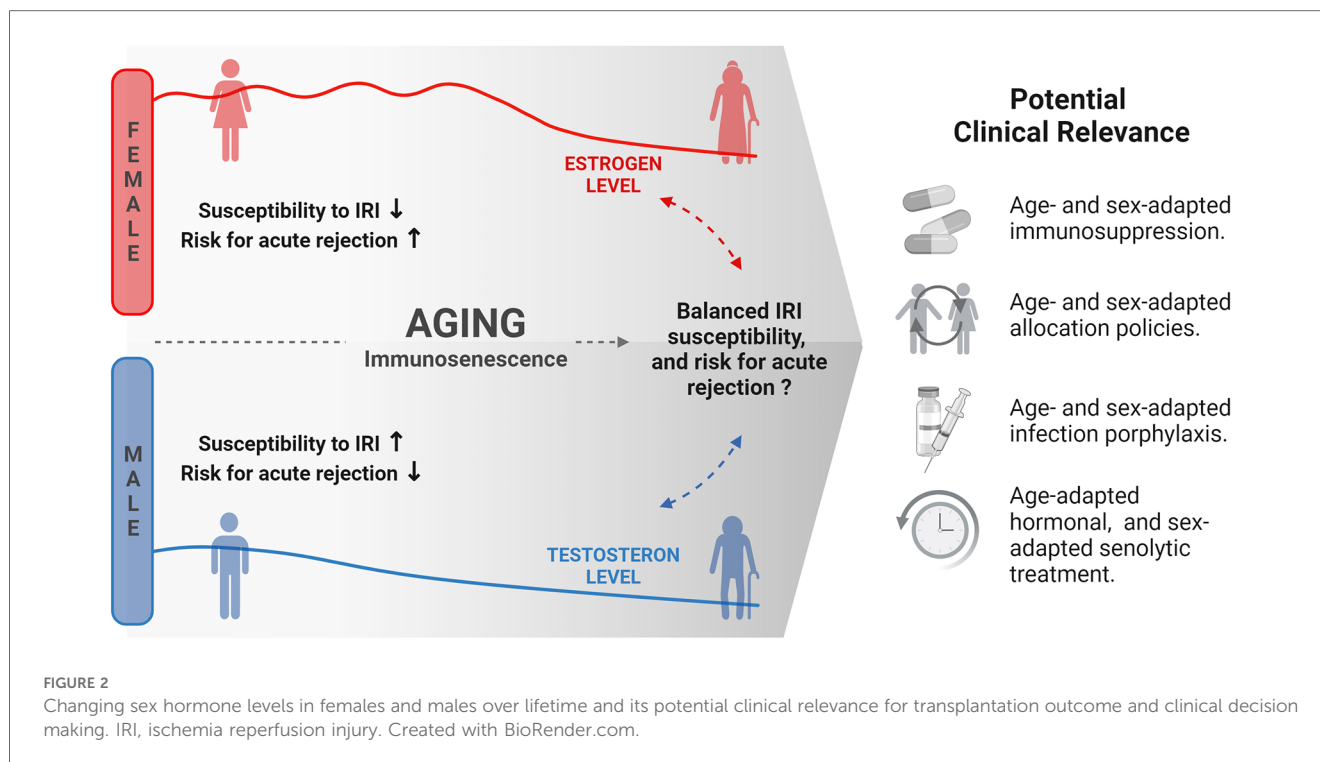 FEMALE
ESTROGEN
LEVEL
Susceptibility to IRI ↓
Risk for acute rejection ↑
AGING
Immunosenescence
Balanced IRI
susceptibility,
and risk for acute
rejection ?
MALE
Susceptibility to IRI ↑
Risk for acute rejection ↓
TESTOSTERON
LEVEL
Potential
Clinical Relevance
Age- and sex-adapted
immunosuppression.
Age- and sex-adapted
allocation policies.
Age- and sex-adapted
infection porphylaxis.
Age-adapted
hormonal, and sex-
adapted senolytic
treatment.
FIGURE 2
Changing sex hormone levels in females and males over lifetime and its potential clinical relevance for transplantation outcome and clinical decision
making. IRI, ischemia reperfusion injury. Created with BioRender.com.